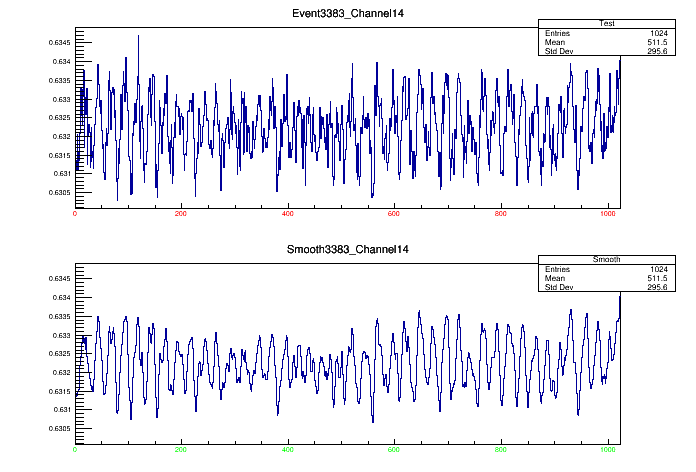 Event3383_Channel14
Test
Entries 1024
Mean 511.5
Std Dev 295.6
0.6345
0.634
0.6335
0.633
0.6325
0.632
0.6315
0.631
0.6305
0 200 400 600 800 1000
Smooth3383_Channel14
Smooth
Entries 1024
Mean 511.5
Std Dev 295.6
0.6345
0.634
0.6335
0.633
0.6325
0.632
0.6315
0.631
0.6305
0 200 400 600 800 1000